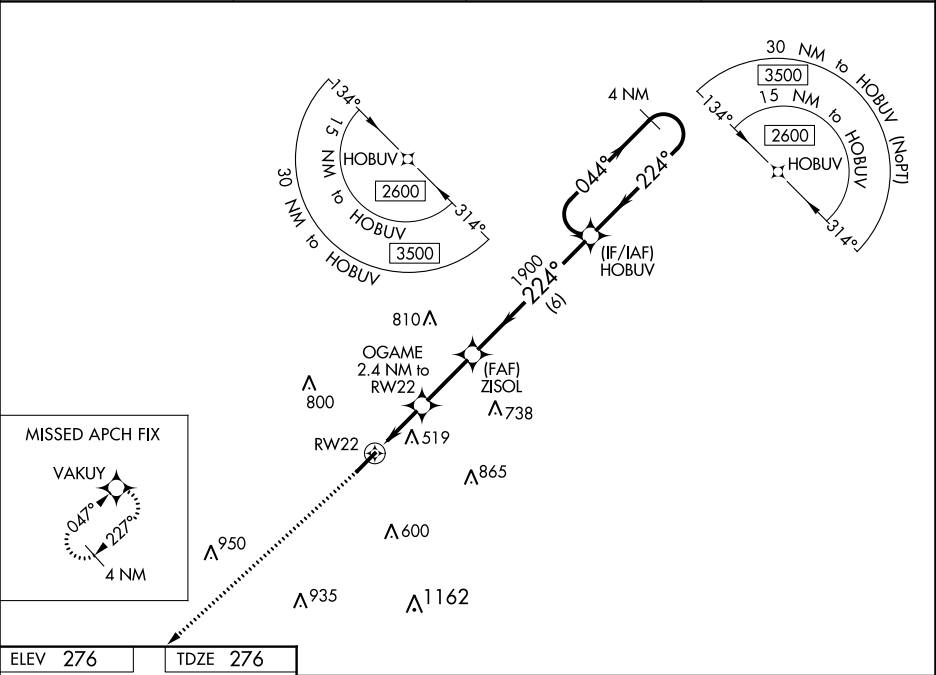 30 NM to HOBUV (NoPT)
3500
15 NM to HOBUV
2600
134°
HOBUV
314°
134°
15 NM to HOBUV
HOBUV
2600
314°
30 NM to HOBUV
3500
4 NM
044°
224°
(IF/IAF)
HOBUV
1900
224°
(6)
810
OGAME
2.4 NM to
RW22
(FAF)
ZISOL
800
738
519
RW22
865
600
950
935
1162
MISSED APCH FIX
VAKUY
047°
227°
4 NM
ELEV 276
TDZE 276